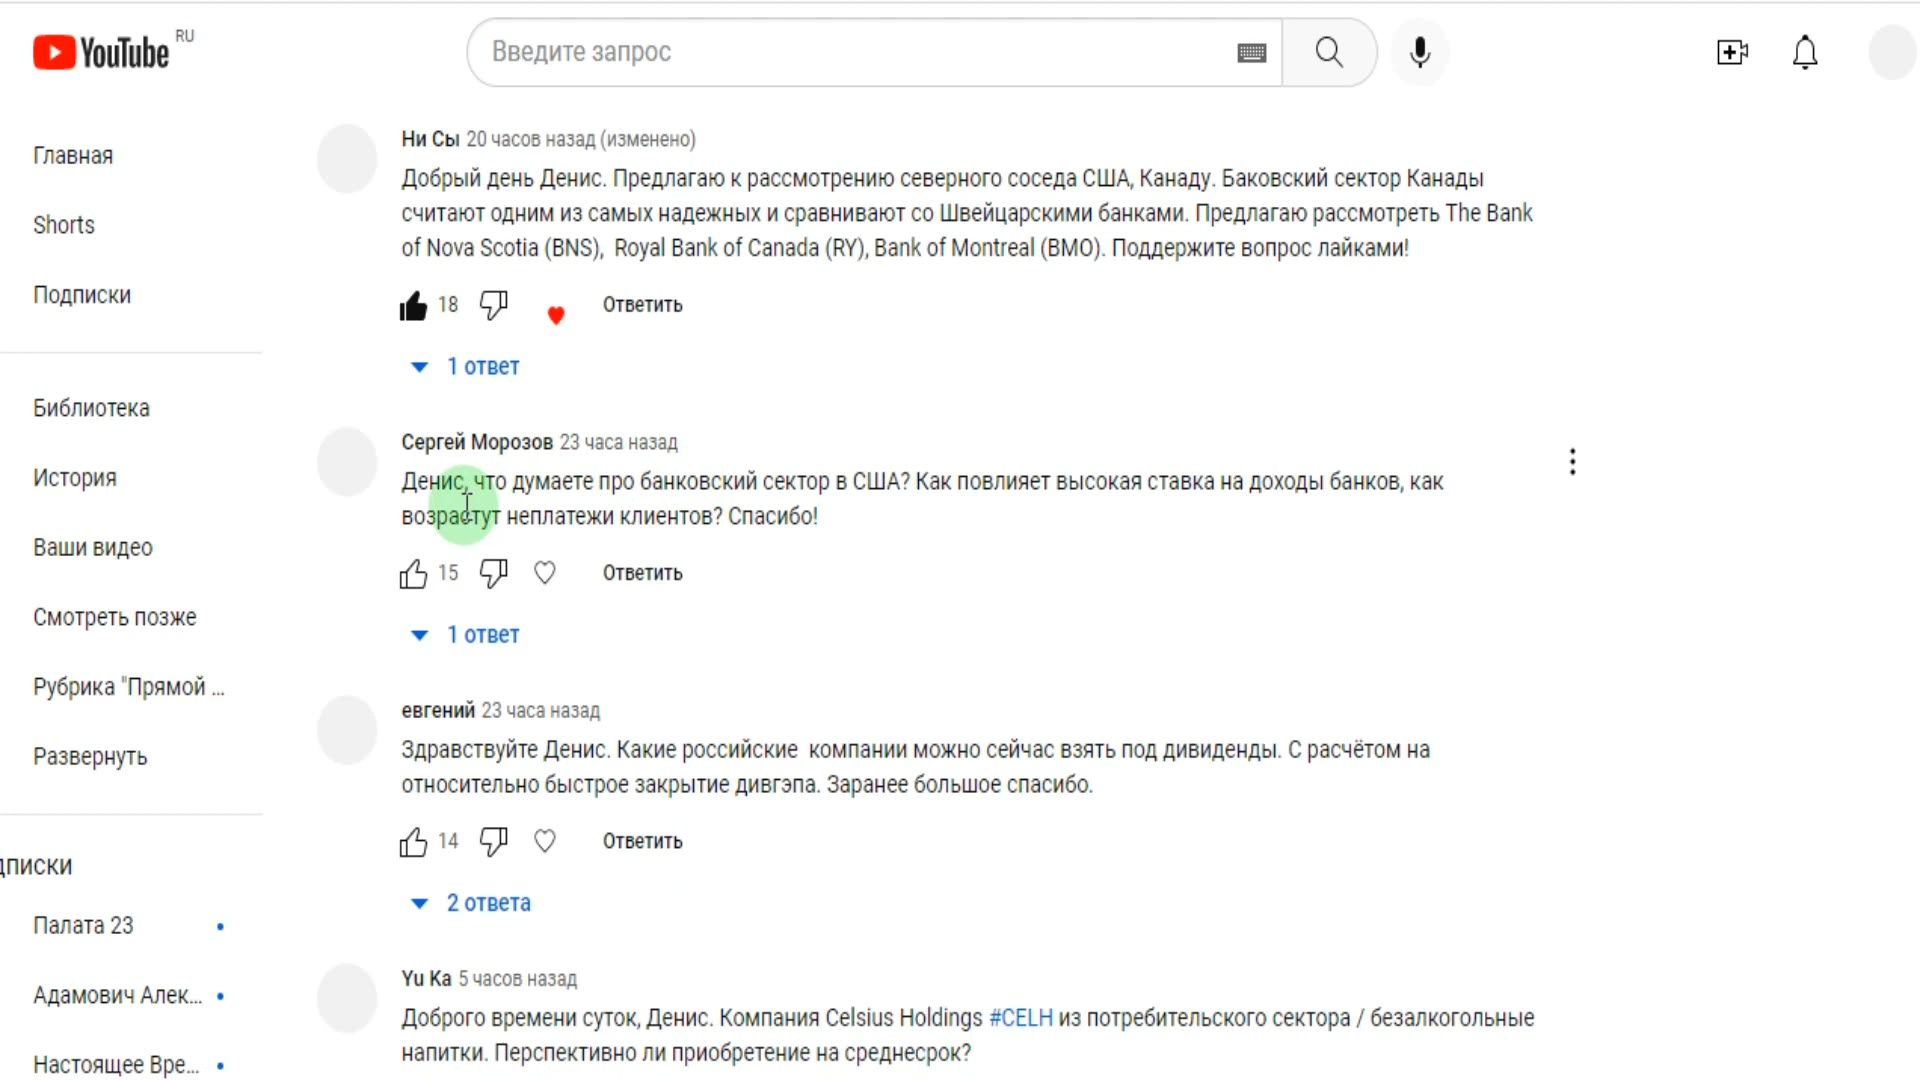 YouTube RU
Введите запрос
Главная
Shorts
Подписки
Библиотека
История
Ваши видео
Смотреть позже
Рубрика "Прямой ...
Развернуть
дписки
Палата 23
Адамович Алек...
Настоящее Вре...
Ни Сы 20 часов назад (изменено)
Добрый день Денис. Предлагаю к рассмотрению северного соседа США, Канаду. Баковский сектор Канады
считают одним из самых надежных и сравнивают со Швейцарскими банками. Предлагаю рассмотреть The Bank
of Nova Scotia (BNS), Royal Bank of Canada (RY), Bank of Montreal (BMO). Поддержите вопрос лайками!
18 Ответить
1 ответ
Сергей Морозов 23 часа назад
Денис, что думаете про банковский сектор в США? Как повлияет высокая ставка на доходы банков, как
возрастут неплатежи клиентов? Спасибо!
15 Ответить
1 ответ
евгений 23 часа назад
Здравствуйте Денис. Какие российские компании можно сейчас взять под дивиденды. С расчётом на
относительно быстрое закрытие дивгэпа. Заранее большое спасибо.
14 Ответить
2 ответа
Yu Ka 5 часов назад
Доброго времени суток, Денис. Компания Celsius Holdings #CELH из потребительского сектора / безалкогольные
напитки. Перспективно ли приобретение на среднесрок?